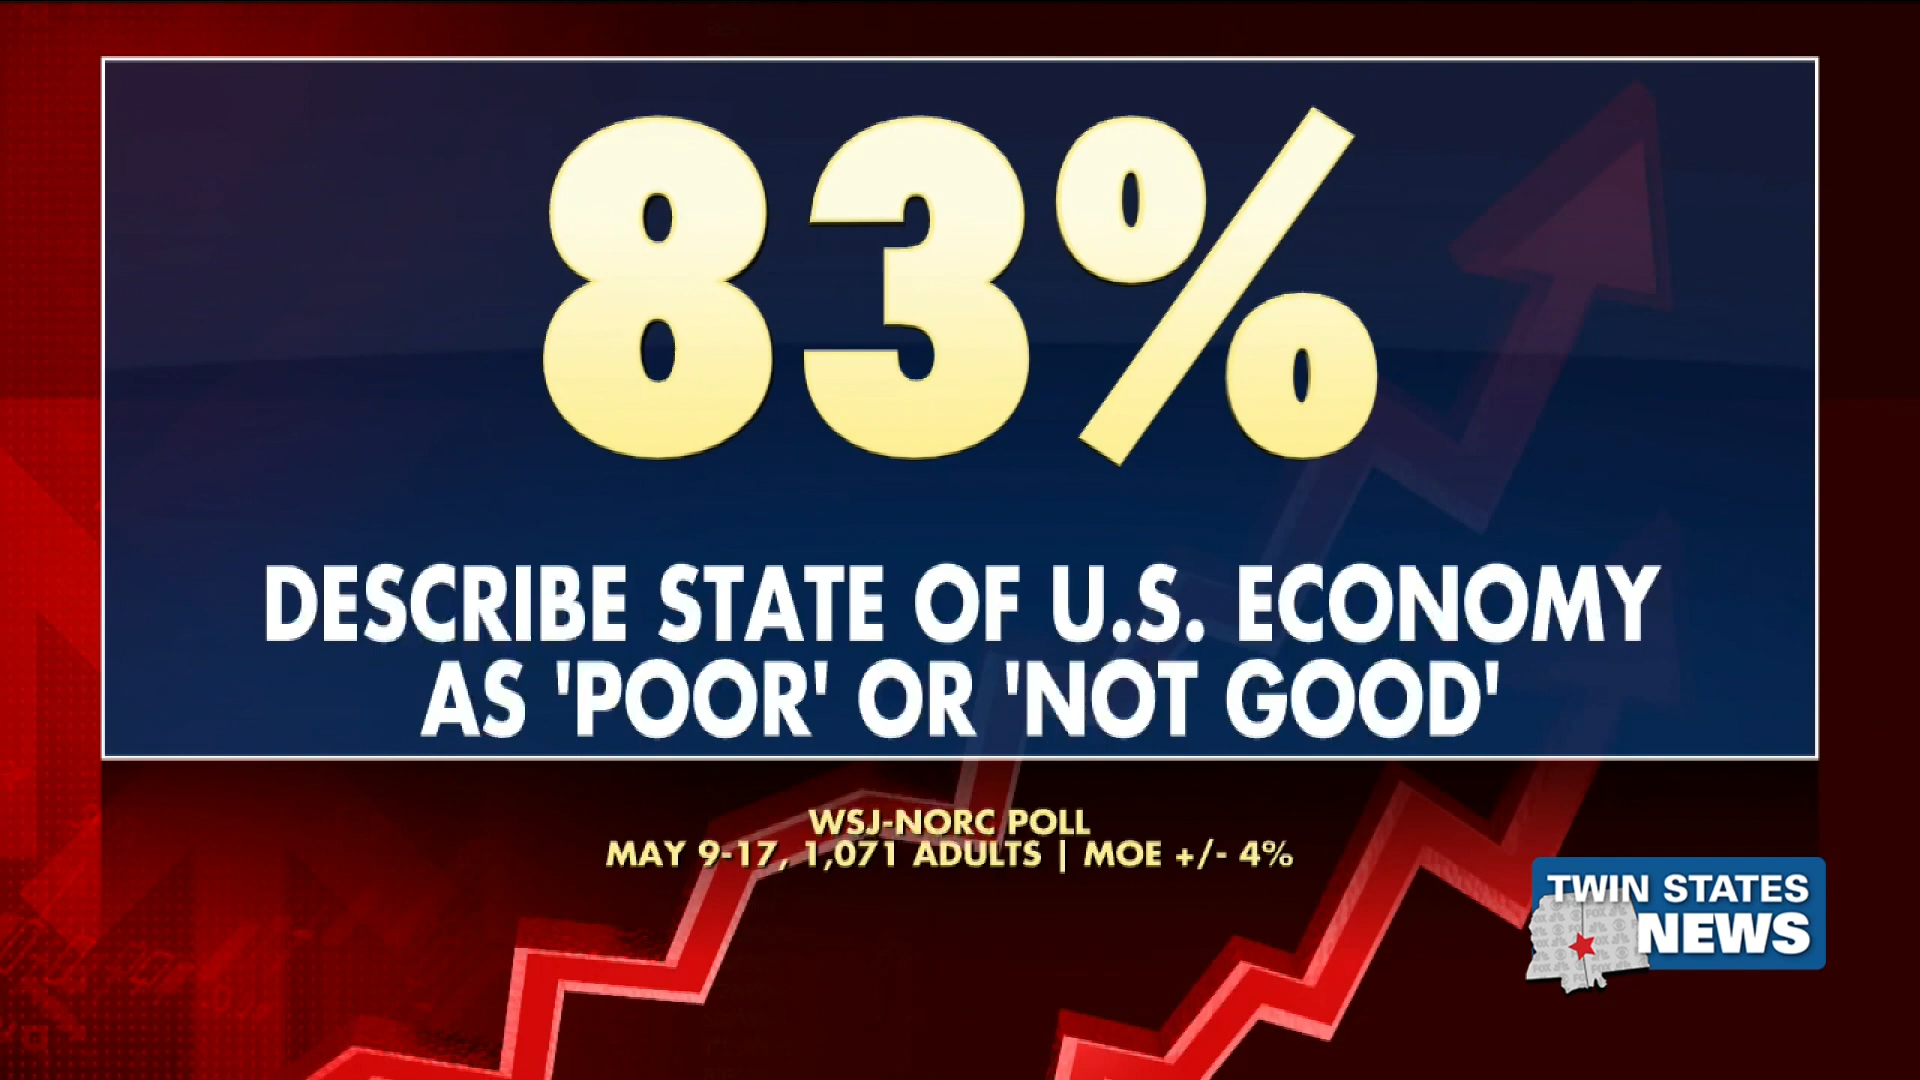 83%
DESCRIBE STATE OF U.S. ECONOMY
AS 'POOR' OR 'NOT GOOD'
WSJ-NORC POLL
MAY 9-17, 1,071 ADULTS | MOE +/- 4%
TWIN STATES
NEWS